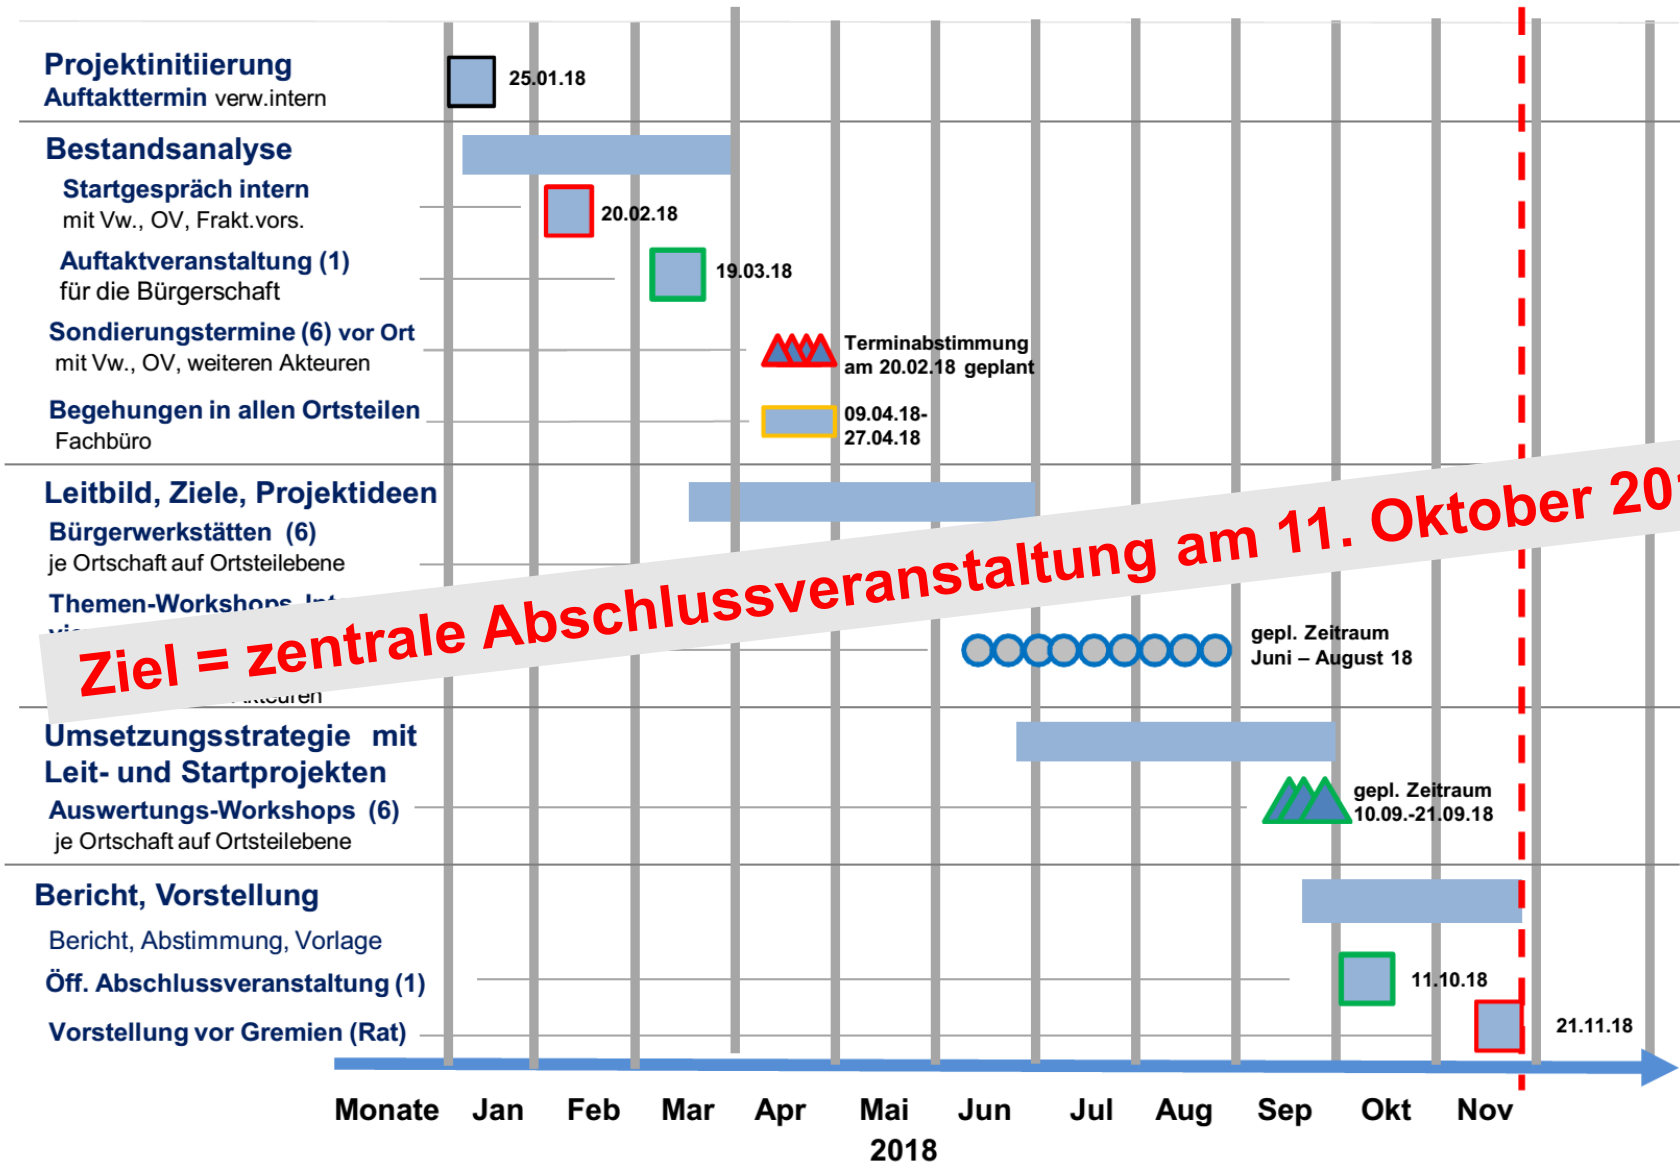 Projektinitiierung
Auftakttermin verw.intern
25.01.18
Bestandsanalyse
Startgespräch intern
mit Vw., OV, Frakt.vors.
20.02.18
Auftaktveranstaltung (1)
für die Bürgerschaft
19.03.18
Sondierungstermine (6) vor Ort
mit Vw., OV, weiteren Akteuren
Terminabstimmung
am 20.02.18 geplant
Begehungen in allen Ortsteilen
Fachbüro
09.04.18-
27.04.18
Leitbild, Ziele, Projektideen
Bürgerwerkstätten (6)
je Ortschaft auf Ortsteilebene
Themen-Workshops
gepl. Zeitraum
Juni – August 18
Ziel = zentrale Abschlussveranstaltung am 11. Oktober
Umsetzungsstrategie mit
Leit- und Startprojekten
Auswertungs-Workshops (6)
je Ortschaft auf Ortsteilebene
gepl. Zeitraum
10.09.-21.09.18
Bericht, Vorstellung
Bericht, Abstimmung, Vorlage
Öff. Abschlussveranstaltung (1)
11.10.18
Vorstellung vor Gremien (Rat)
21.11.18
Monate Jan Feb Mar Apr Mai Jun Jul Aug Sep Okt Nov
2018